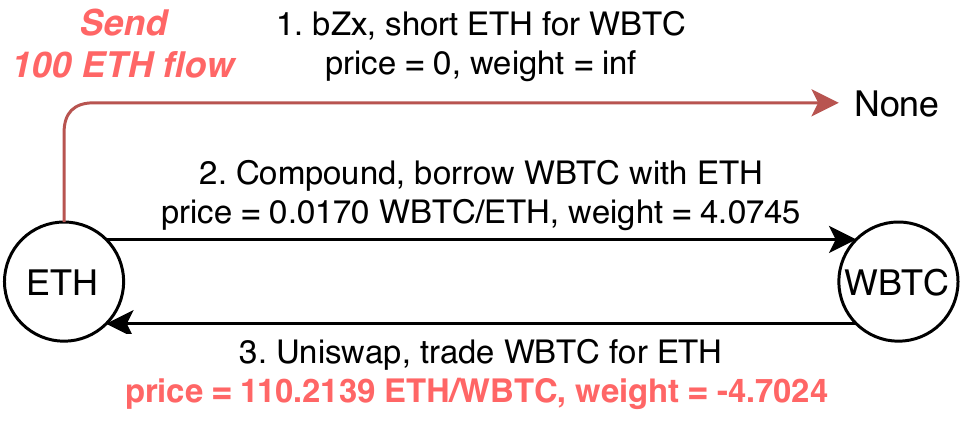 Send
100 ETH flow
1. bZx, short ETH for WBTC
price = 0, weight = inf
None
2. Compound, borrow WBTC with ETH
price = 0.0170 WBTC/ETH, weight = 4.0745
ETH
WBTC
3. Uniswap, trade WBTC for ETH
price = 110.2139 ETH/WBTC, weight = -4.7024